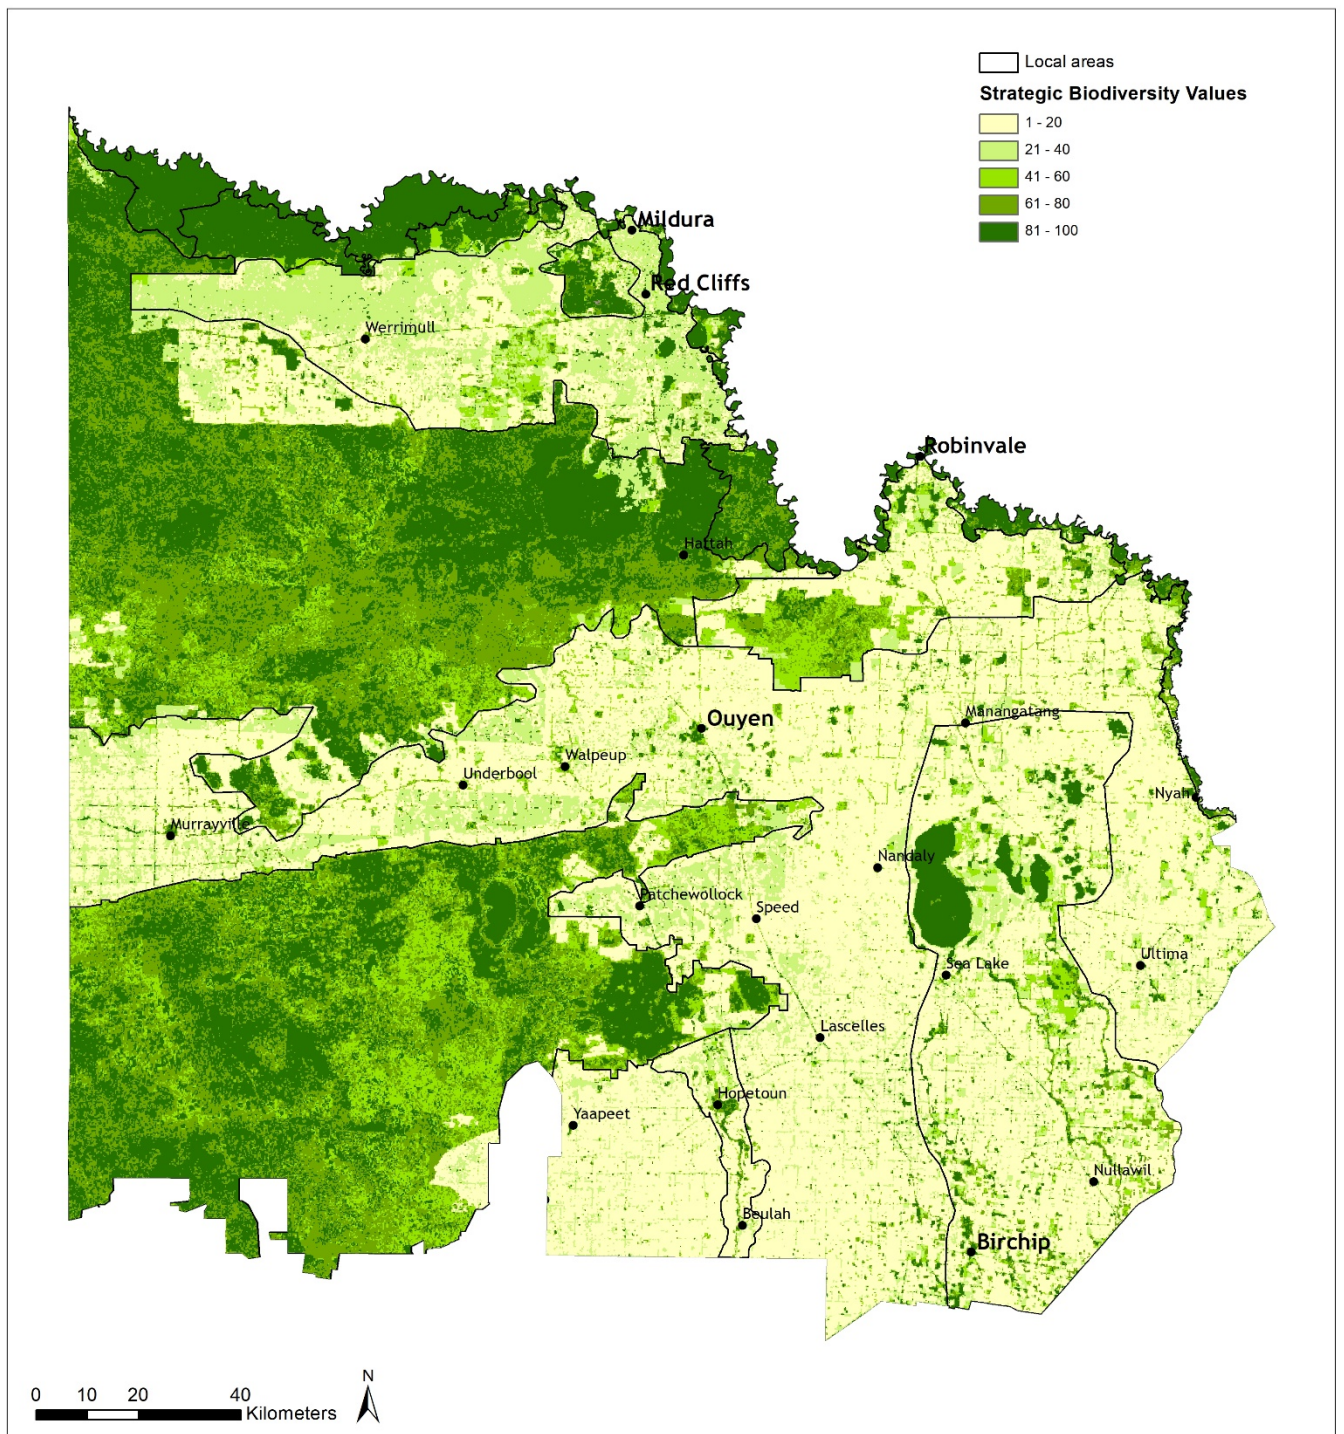 Local areas
Strategic Biodiversity Values
1 - 20
21 - 40
41 - 60
61 - 80
81 - 100
Mildura
Red Cliffs
Werrimull
Robinvale
Hattah
Ouyen
Manangatang
Walpeup
Underbool
Nyah
Murrayville
Nandaly
Patchewollock
Speed
Ultima
Sea Lake
Lascelles
Hopetoun
Yaapeet
Nullawil
Beulah
Birchip
N
0 10 20 40
Kilometers